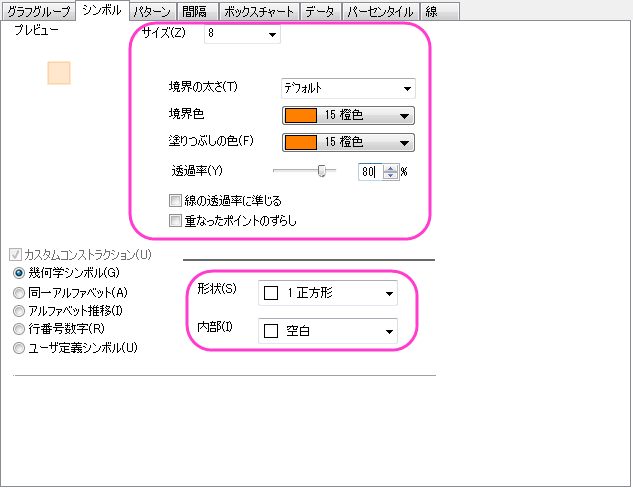 グラフグループ シンボル パターン 間隔 ボックスチャート データ パーセンタイル 線
プレビュー
サイズ(Z) 8
境界の太さ(T) デフォルト
境界色 15 橙色
塗りつぶしの色(F) 15 橙色
透過率(Y) 80 %
線の透過率に準じる
重なったポイントのずらし
カスタムコンストラクション(U)
幾何学シンボル(G)
同一アルファベット(A)
アルファベット推移(I)
行番号数字(R)
ユーザ定義シンボル(U)
形状(S) 1 正方形
内部(I) 空白